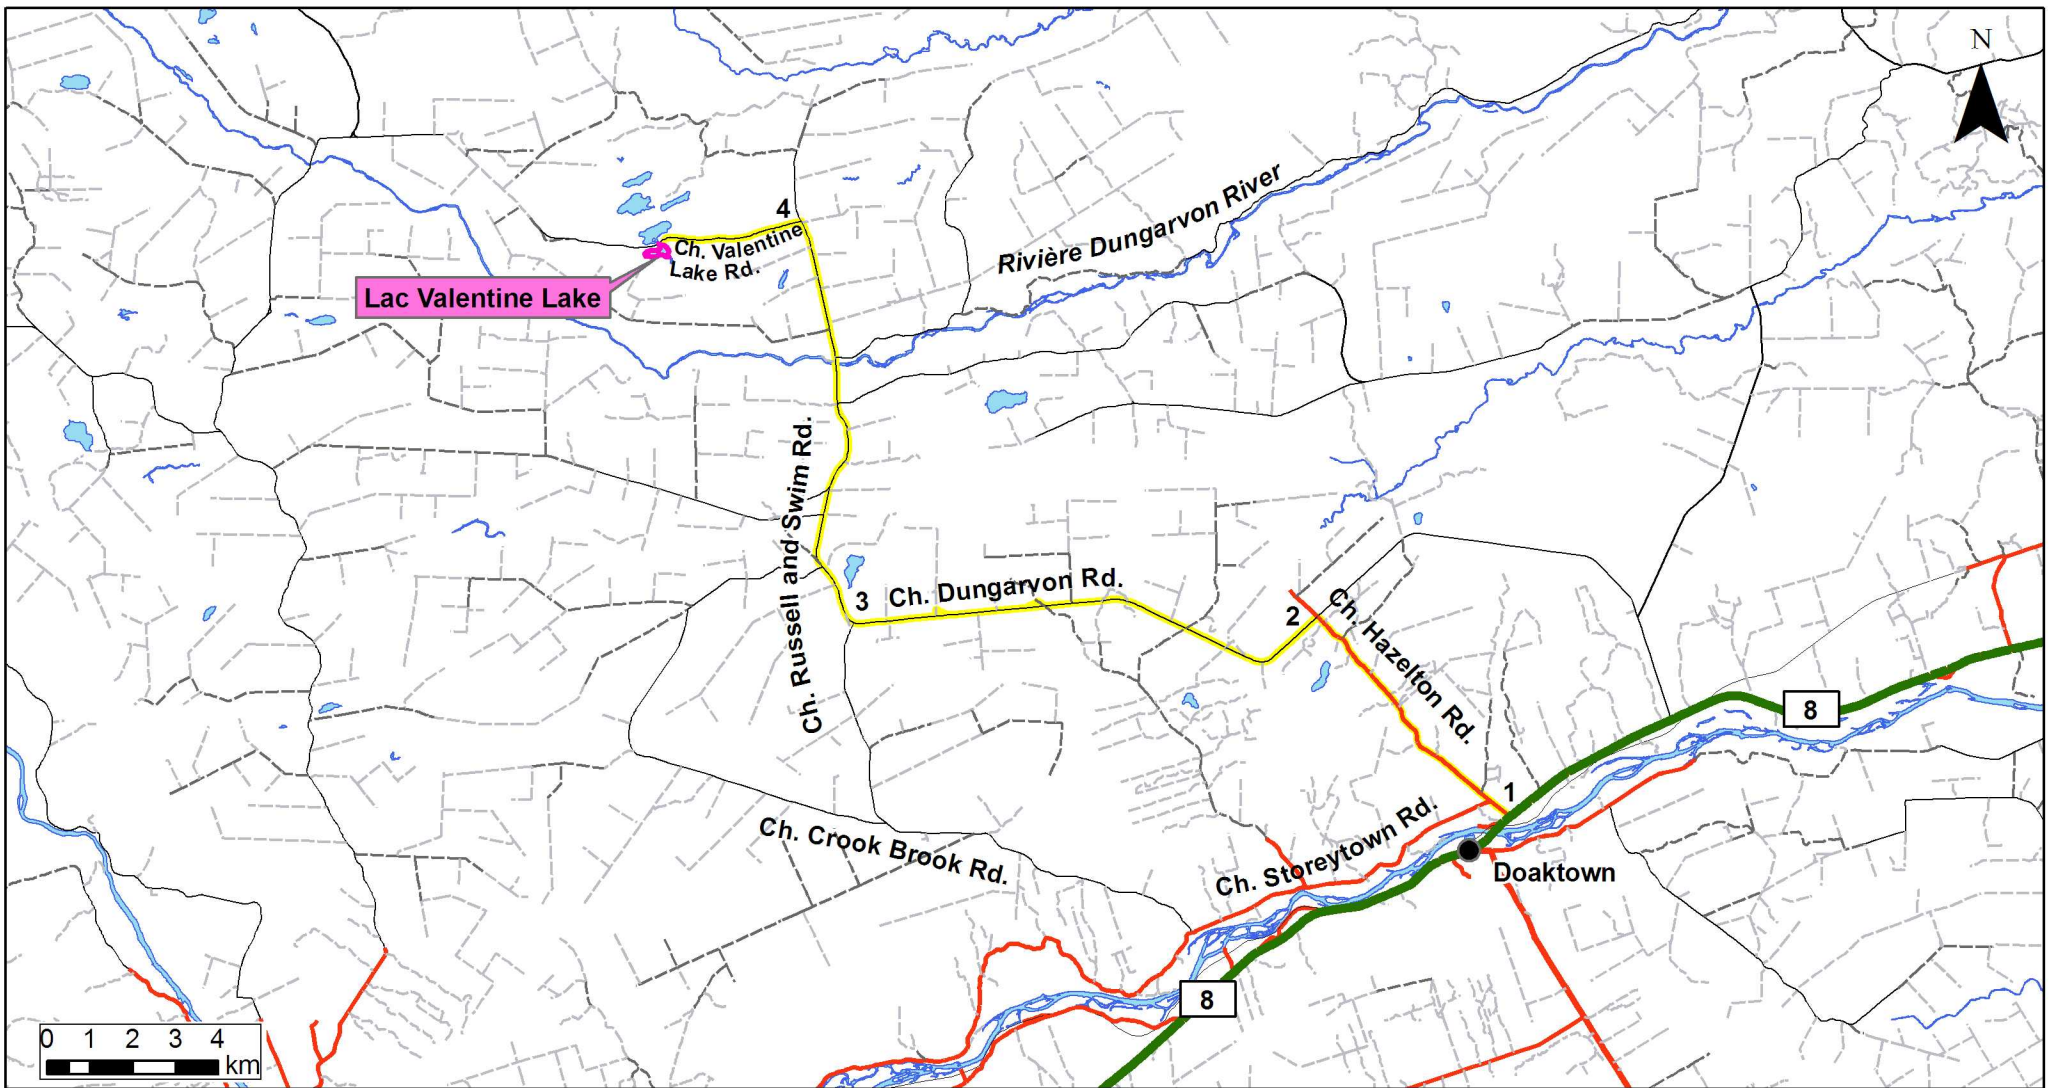 N
4
Ch. Valentine
Lake Rd.
Lac Valentine Lake
Rivière Dungarvon River
Ch. Russell and Swim Rd.
3
Ch. Dungarvon Rd.
2
Ch. Hazelton Rd.
8
1
Ch. Crook Brook Rd.
Ch. Storeytown Rd.
Doaktown
8
0 1 2 3 4
km